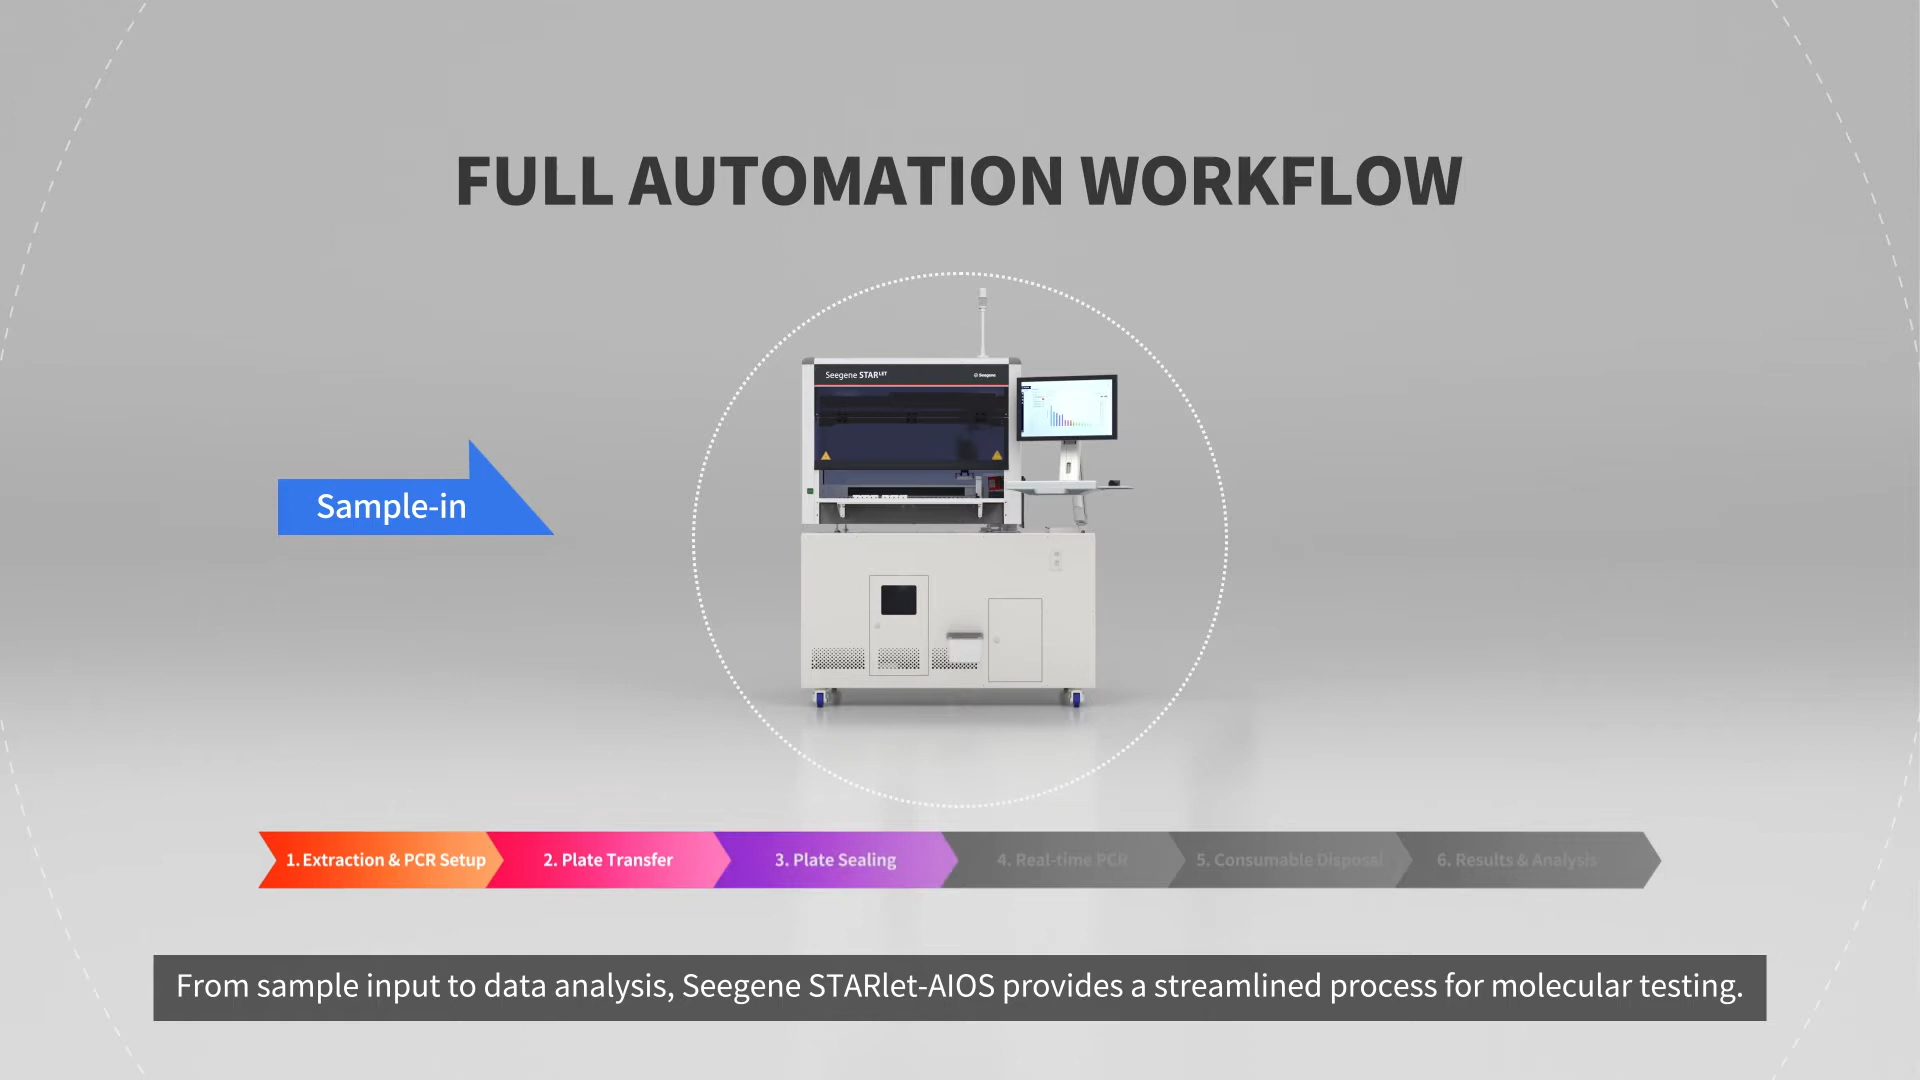 FULL AUTOMATION WORKFLOW
Seegene STARLET
Seegene
Sample-in
1. Extraction & PCR Setup
2. Plate Transfer
3. Plate Sealing
4. Real-time PCR
5. Consumable Disposal
6. Results & Analysis
From sample input to data analysis, Seegene STARlet-AIOS provides a streamlined process for molecular testing.